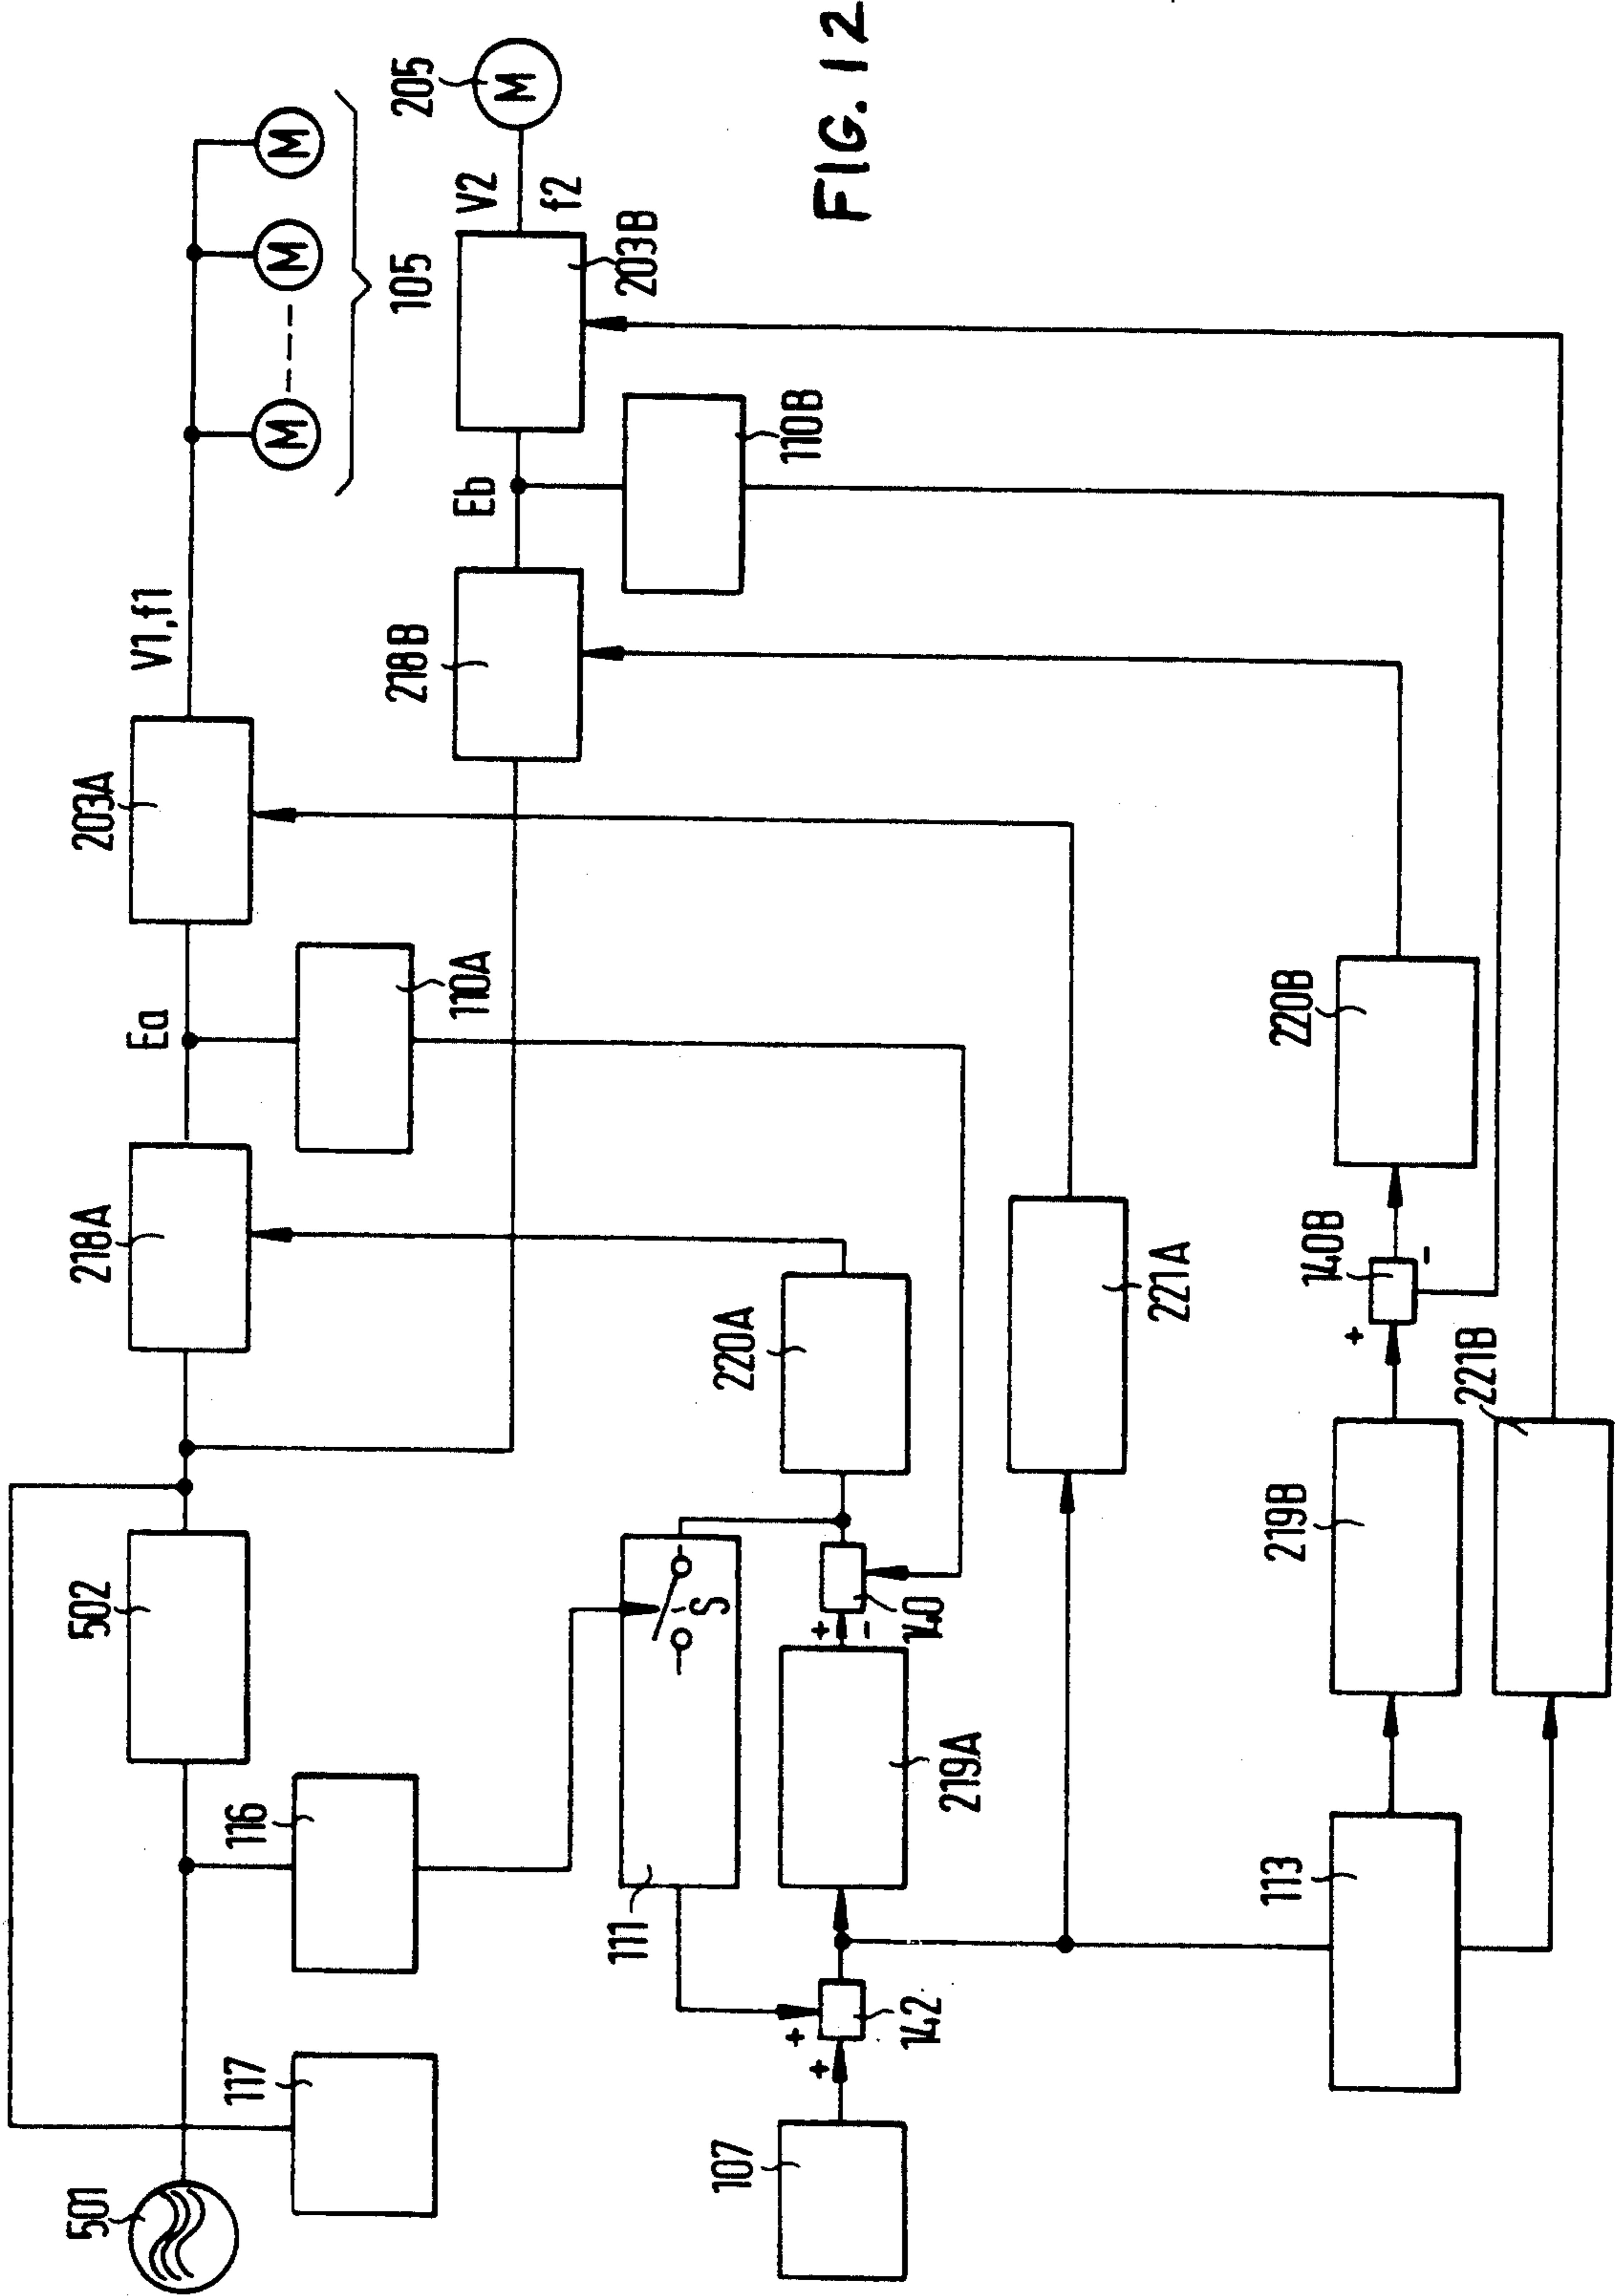 501
117
502
116
218A
Ea
110A
203A
V1,f1
M
M
M
105
107
+
+
142
111
S
219A
+
-
140
220A
221A
218B
Eb
110B
203B
V2
f2
M
205
113
219B
221B
+
-
140B
220B
FIG. 12